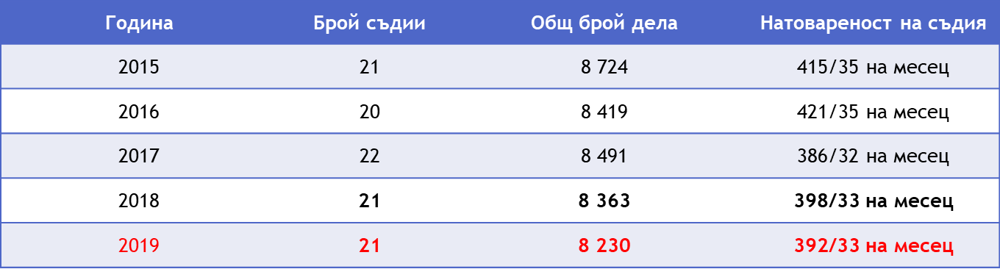 Година Брой съдии Общ брой дела Натовареност на съдия
2015 21 8 724 415/35 на месец
2016 20 8 419 421/35 на месец
2017 22 8 491 386/32 на месец
2018 21 8 363 398/33 на месец
2019 21 8 230 392/33 на месец